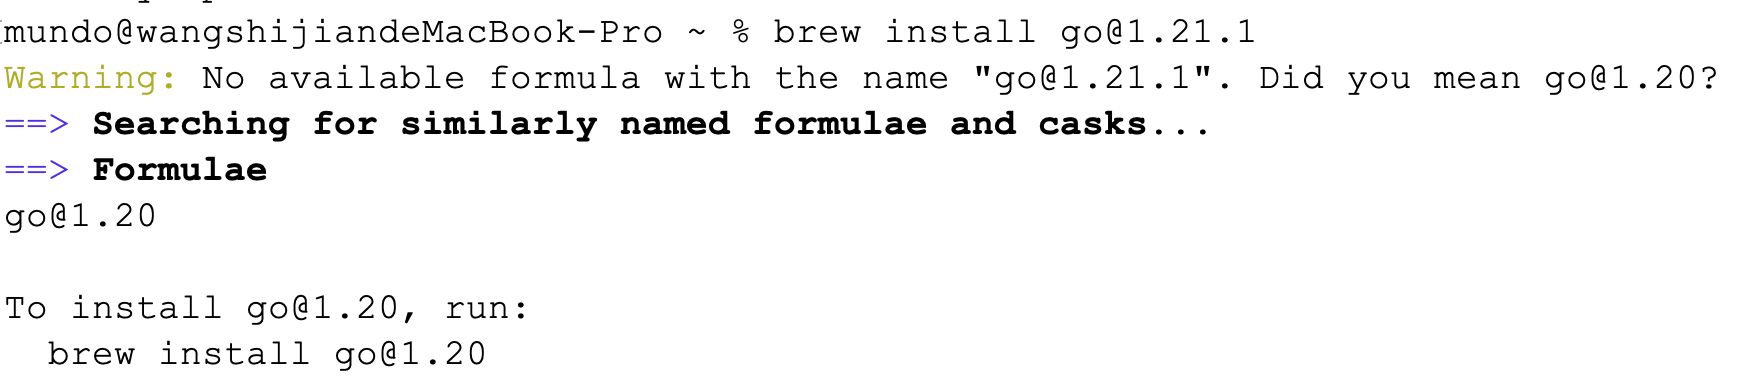 mundo@wangshijiandeMacBook-Pro ~ % brew install go@1.21.1
Warning: No available formula with the name "go@1.21.1". Did you mean go@1.20?
==> Searching for similarly named formulae and casks...
==> Formulae
go@1.20
To install go@1.20, run:
  brew install go@1.20